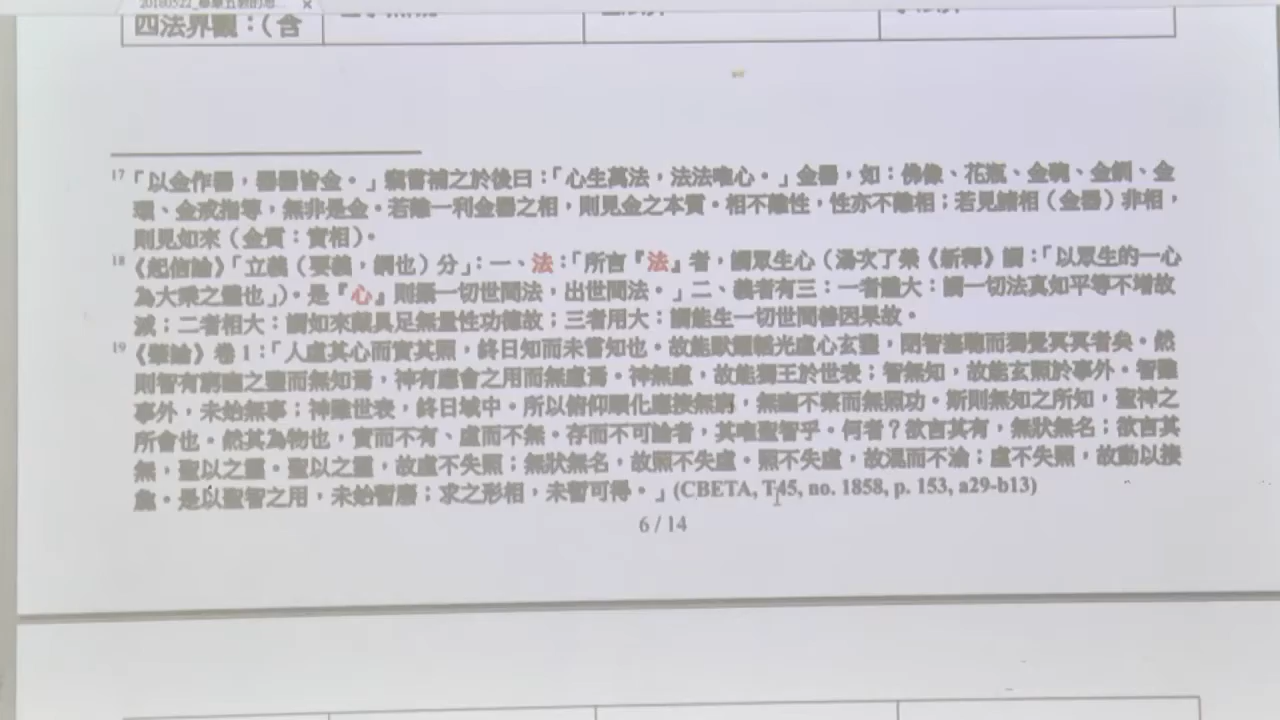 四法界觀：（含
17「以金作器，器器皆金。」竊嘗補之於後曰：「心生萬法，法法唯心。」金器，如：佛像、花瓶、金碗、金釧、金
環、金戒指等，無非是金。若離一利金器之相，則見金之本質。相不離性，性亦不離相；若見諸相（金器）非相，
則見如來（金質：實相）。
18《起信論》「立義（要義，綱也）分」：一、法：「所言『法』者，謂眾生心（湯次了榮《新釋》謂：「以眾生的一心
為大乘之體也」）。是『心』則攝一切世間法，出世間法。」二、義者有三：一者體大：謂一切法真如平等不增故
減；二者相大：謂如來藏具足無量性功德故；三者用大：謂能生一切世間善因果故。
19《肇論》卷 1：「人虛其心而實其照，終日知而未嘗知也。故能默耀韜光虛心玄鑒，閉智塞聰而獨覺冥冥者矣。然
則智有窮幽之鑒而無知焉，神有應會之用而無慮焉。神無慮，故能獨王於世表；智無知，故能玄照於事外。智雖
事外，未始無事；神雖世表，終日域中。所以俯仰順化應接無窮，無幽不察而無照功。斯則無知之所知，聖神之
所會也。然其為物也，實而不有、虛而不無。存而不可論者，其唯聖智乎。何者？欲言其有，無狀無名；欲言其
無，聖以之靈。聖以之靈，故虛不失照；無狀無名，故照不失虛。照不失虛，故混而不渝；虛不失照，故動以接
麁。是以聖智之用，未始暫廢；求之形相，未暫可得。」(CBETA, T45, no. 1858, p. 153, a29-b13)
6 / 14